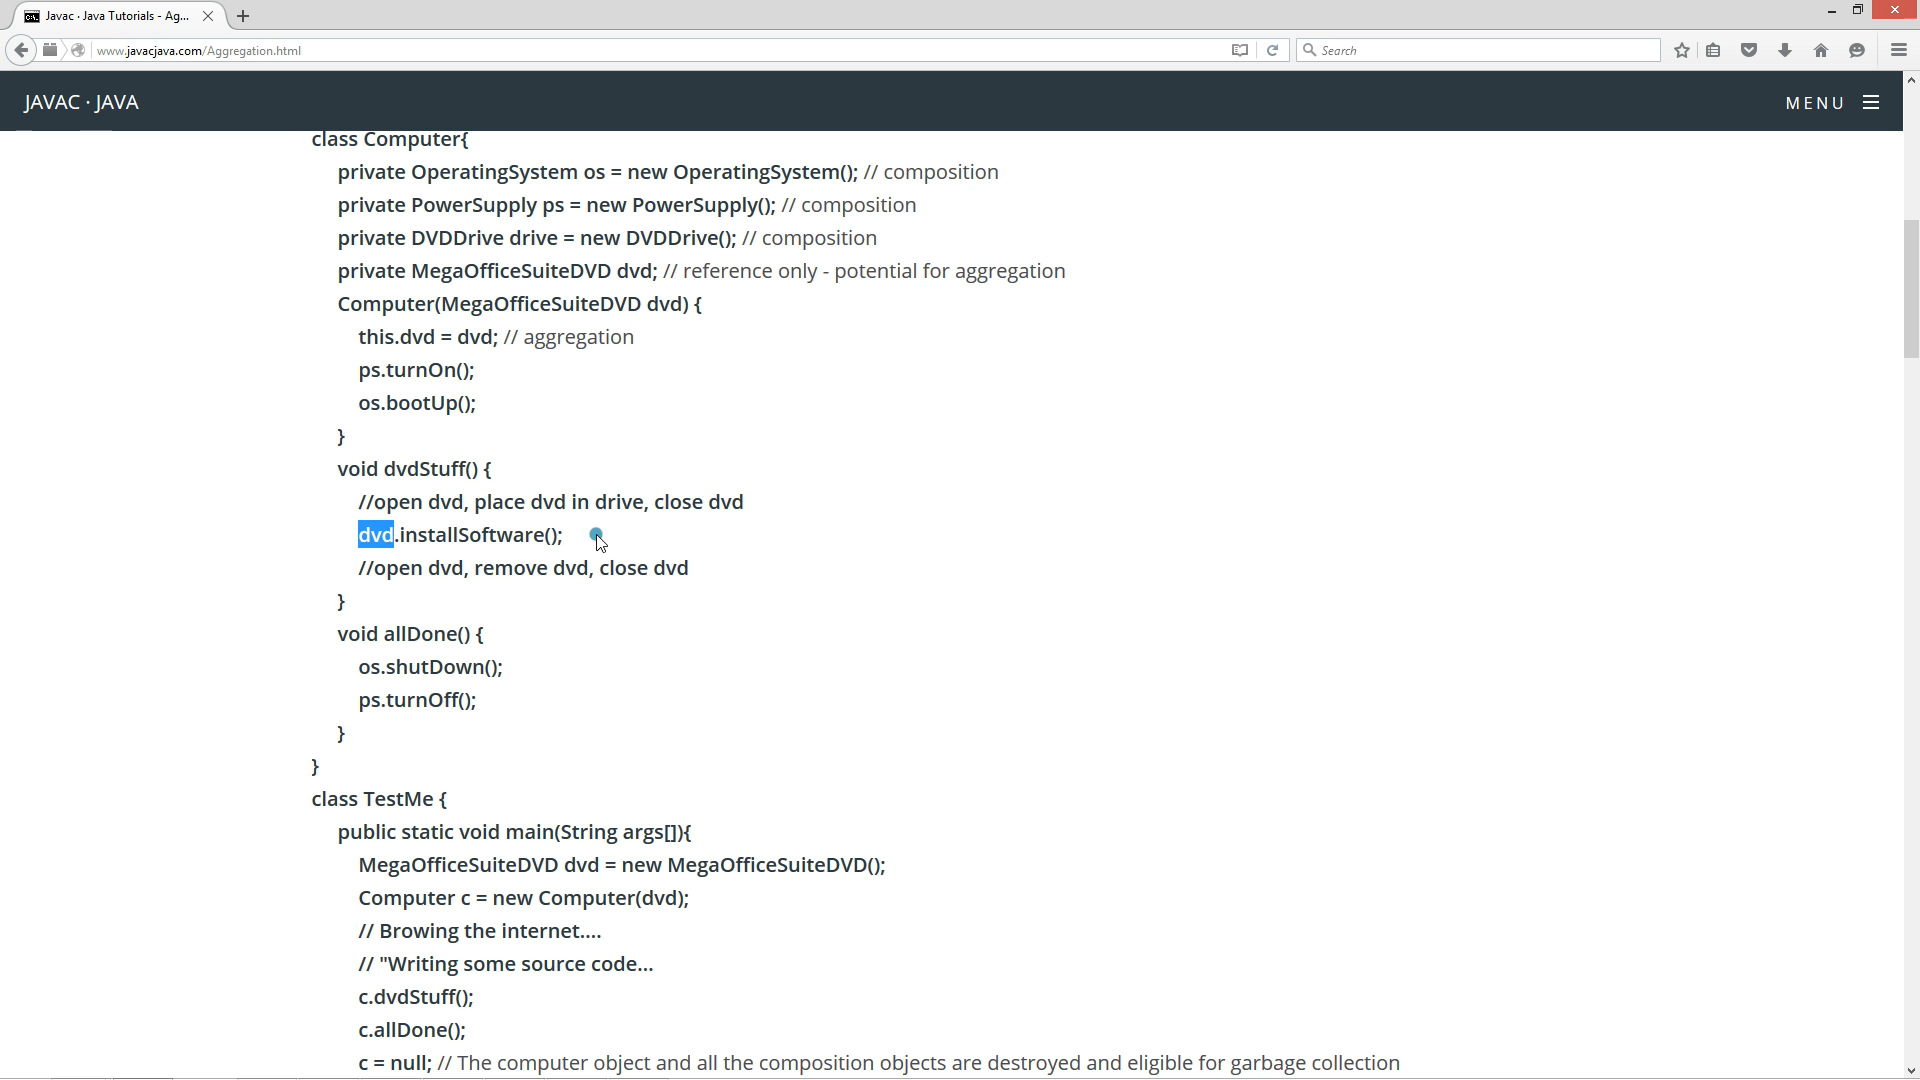 Javac · Java Tutorials - Ag...
www.javacjava.com/Aggregation.html
Search
JAVAC · JAVA
MENU
class Computer{
private OperatingSystem os = new OperatingSystem(); // composition
private PowerSupply ps = new PowerSupply(); // composition
private DVDDrive drive = new DVDDrive(); // composition
private MegaOfficeSuiteDVD dvd; // reference only - potential for aggregation
Computer(MegaOfficeSuiteDVD dvd) {
this.dvd = dvd; // aggregation
ps.turnOn();
os.bootUp();
}
void dvdStuff() {
//open dvd, place dvd in drive, close dvd
dvd.installSoftware();
//open dvd, remove dvd, close dvd
}
void allDone() {
os.shutDown();
ps.turnOff();
}
}
class TestMe {
public static void main(String args[]){
MegaOfficeSuiteDVD dvd = new MegaOfficeSuiteDVD();
Computer c = new Computer(dvd);
// Browing the internet....
// "Writing some source code...
c.dvdStuff();
c.allDone();
c = null; // The computer object and all the composition objects are destroyed and eligible for garbage collection